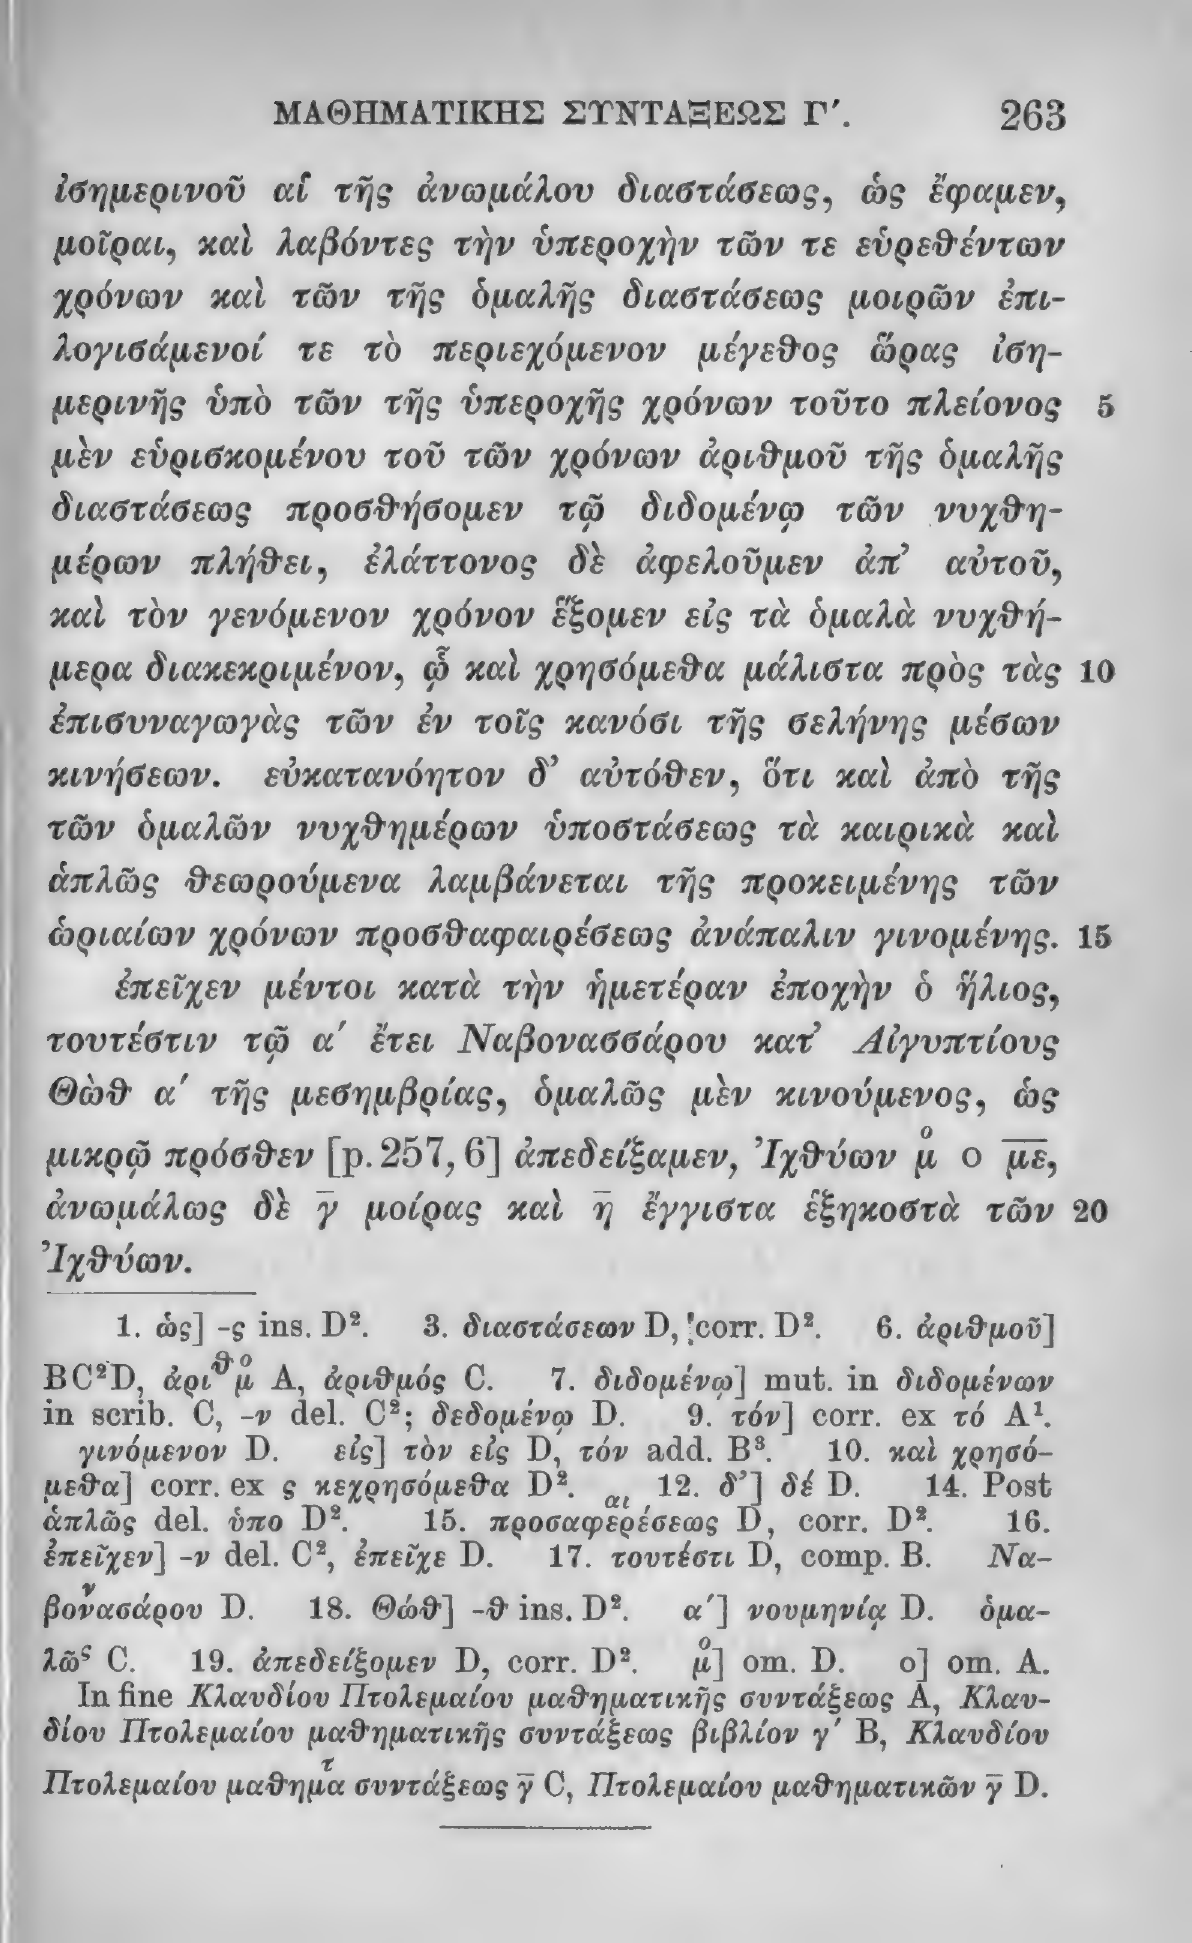 ΜΑΘΗΜΑΤΙΚΗΣ ΣΥΝΤΑΞΕΩΣ Γ′. 263
ἰσημερινοῦ αἱ τῆς ἀνωμάλου διαστάσεως, ὡς ἔφαμεν,
μοῖραι, καὶ λαβόντες τὴν ὑπεροχὴν τῶν τε εὑρεθέντων
χρόνων καὶ τῶν τῆς ὁμαλῆς διαστάσεως μοιρῶν ἐπι-
λογισάμενοί τε τὸ περιεχόμενον μέγεθος ὥρας ἰση-
μερινῆς ὑπὸ τῶν τῆς ὑπεροχῆς χρόνων τοῦτο πλείονος 5
μὲν εὑρισκομένου τοῦ τῶν χρόνων ἀριθμοῦ τῆς ὁμαλῆς
διαστάσεως προσθήσομεν τῷ διδομένῳ τῶν νυχθη-
μέρων πλήθει, ἐλάττονος δὲ ἀφελοῦμεν ἀπ’ αὐτοῦ,
καὶ τὸν γενόμενον χρόνον ἕξομεν εἰς τὰ ὁμαλὰ νυχθή-
μερα διακεκριμένον, ᾧ καὶ χρησόμεθα μάλιστα πρὸς τὰς 10
ἐπισυναγωγὰς τῶν ἐν τοῖς κανόσι τῆς σελήνης μέσων
κινήσεων. εὐκατανόητον δ’ αὐτόθεν, ὅτι καὶ ἀπὸ τῆς
τῶν ὁμαλῶν νυχθημέρων ὑποστάσεως τὰ καιρικὰ καὶ
ἁπλῶς θεωρούμενα λαμβάνεται τῆς προκειμένης τῶν
ὡριαίων χρόνων προσθαφαιρέσεως ἀνάπαλιν γινομένης. 15
ἐπεῖχεν μέντοι κατὰ τὴν ἡμετέραν ἐποχὴν ὁ ἥλιος,
τουτέστιν τῷ α′ ἔτει Ναβονασσάρου κατ’ Αἰγυπτίους
Θὼθ α′ τῆς μεσημβρίας, ὁμαλῶς μὲν κινούμενος, ὡς
μικρῷ πρόσθεν [p. 257, 6] ἀπεδείξαμεν, Ἰχθύων μ̊ ο μ̅ε̅,
ἀνωμάλως δὲ γ̅ μοίρας καὶ η̅ ἔγγιστα ἑξηκοστὰ τῶν 20
Ἰχθύων.
1. ὡς] -ς ins. D². 3. διαστάσεων D, corr. D². 6. ἀριθμοῦ]
BC²D, ἀριθμο A, ἀριθμός C. 7. διδομένῳ] mut. in διδομένων
in scrib. C, -ν del. C²; δεδομένῳ D. 9. τόν] corr. ex τό A¹.
γινόμενον D. εἰς] τὸν εἰς D, τόν add. B³. 10. καὶ χρησό-
μεθα] corr. ex ς κεχρησόμεθα D². 12. δ’] δέ D. 14. Post
ἁπλῶς del. ὑπο D². 15. προσαφερέσεως D, corr. D². αι 16.
ἐπεῖχεν] -ν del. C², ἐπεῖχε D. 17. τουτέστι D, comp. B. Να-
βονασάρου D. 18. Θώθ] -θ ins. D². α′] νουμηνίᾳ D. ὁμα-
λῶˢ C. 19. ἀπεδείξομεν D, corr. D². μ̊] om. D. ο] om. A.
In fine Κλαυδίου Πτολεμαίου μαθηματικῆς συντάξεως A, Κλαυ-
δίου Πτολεμαίου μαθηματικῆς συντάξεως βιβλίον γ′ B, Κλαυδίου
Πτολεμαίου μαθημα̇τ συντάξεως γ̅ C, Πτολεμαίου μαθηματικῶν γ̅ D.